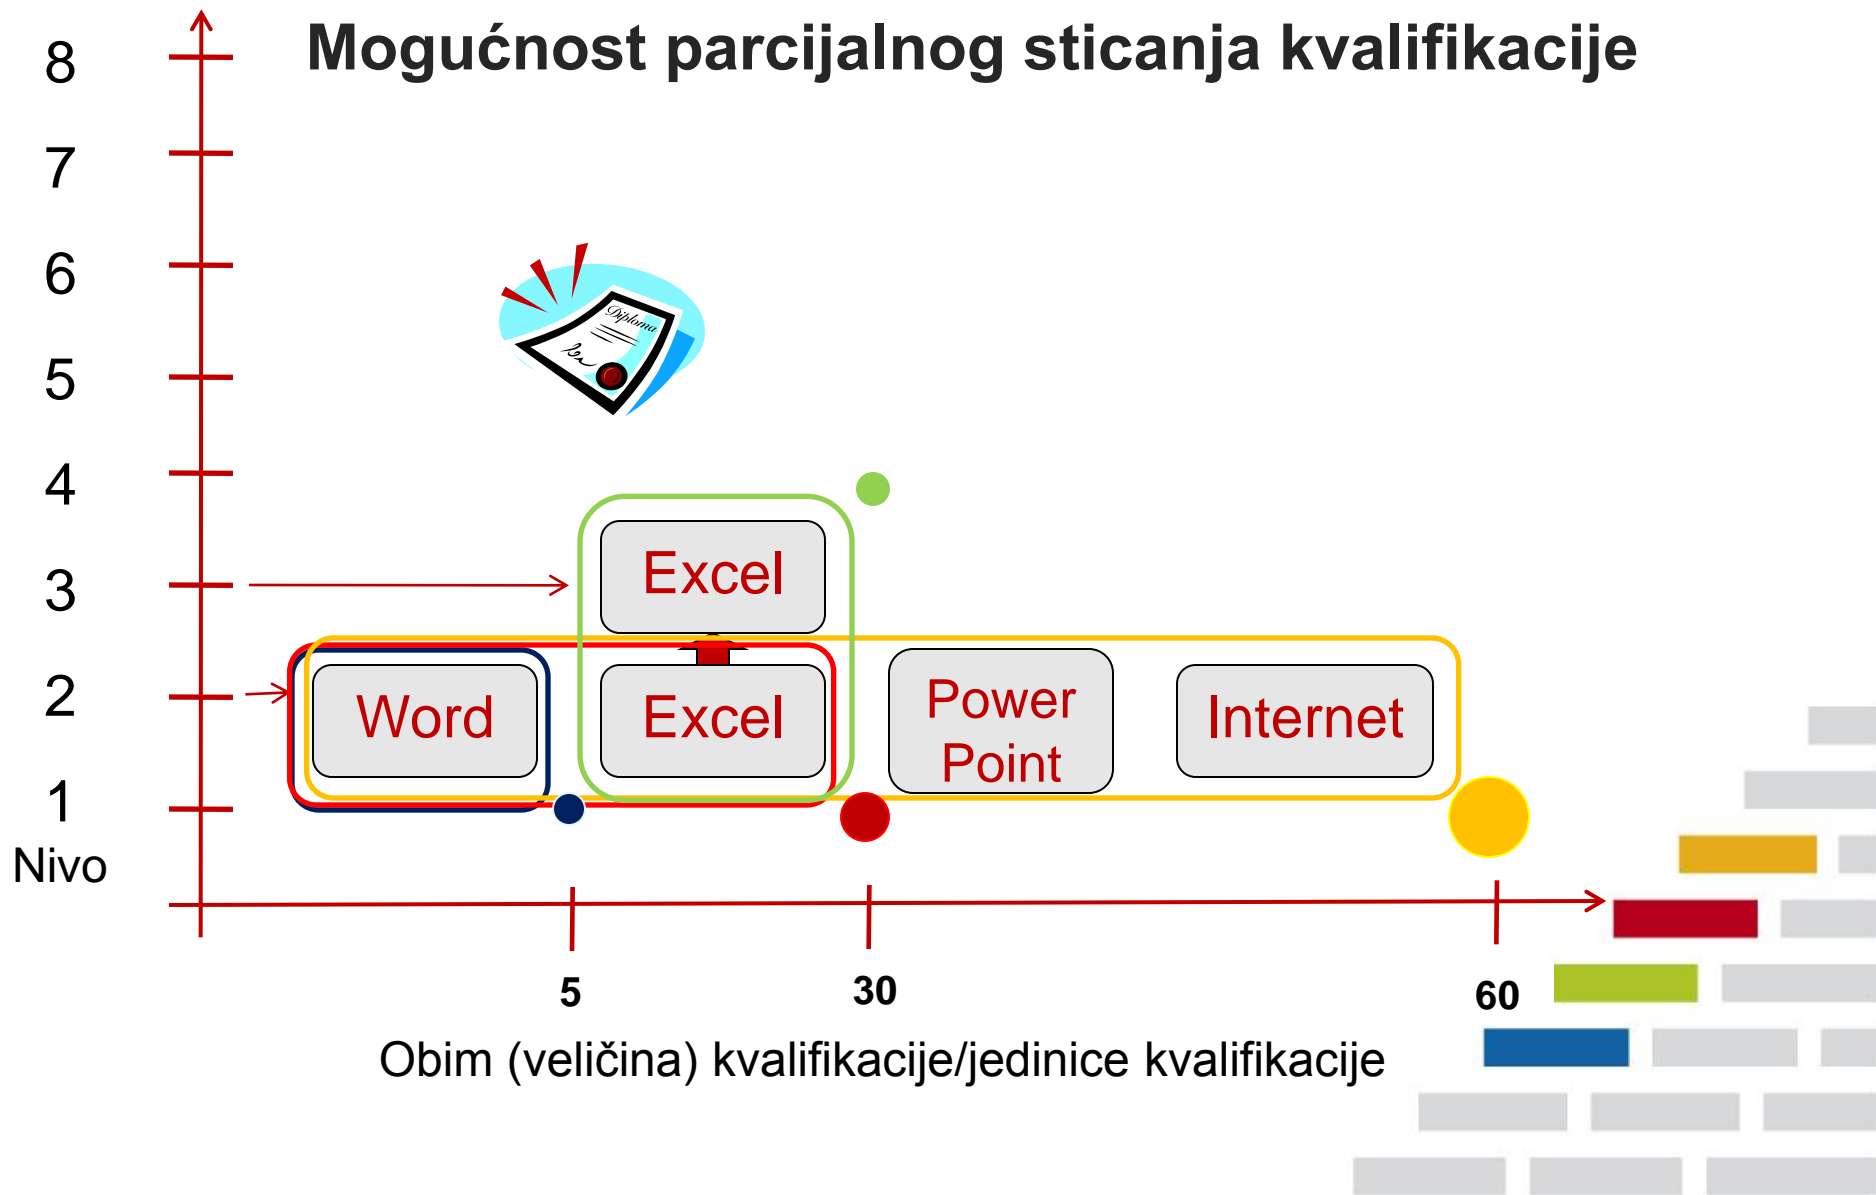 Mogućnost parcijalnog sticanja kvalifikacije
8
7
6
5
4
3
2
1
Nivo
Diploma
Excel
Word
Excel
Power
Point
Internet
5
30
60
Obim (veličina) kvalifikacije/jedinice kvalifikacije